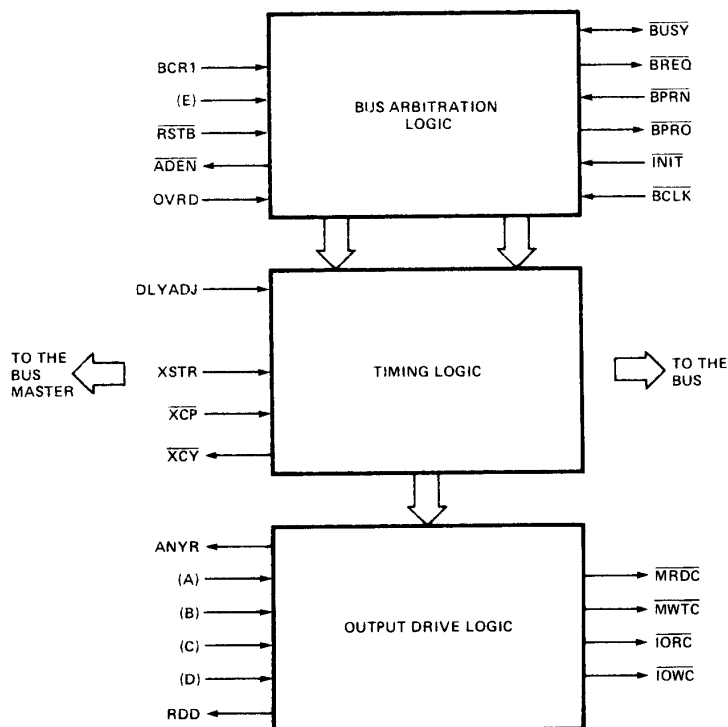 BUSY
BCR1
BREQ
(E)
BUS ARBITRATION
LOGIC
BPRN
RSTB
BPRO
ADEN
INIT
OVRD
BCLK
DLYADJ
TO THE
BUS
MASTER
XSTR
TIMING LOGIC
TO THE
BUS
XCP
XCY
ANYR
(A)
MRDC
(B)
MWTC
OUTPUT DRIVE LOGIC
(C)
IORC
(D)
IOWC
RDD